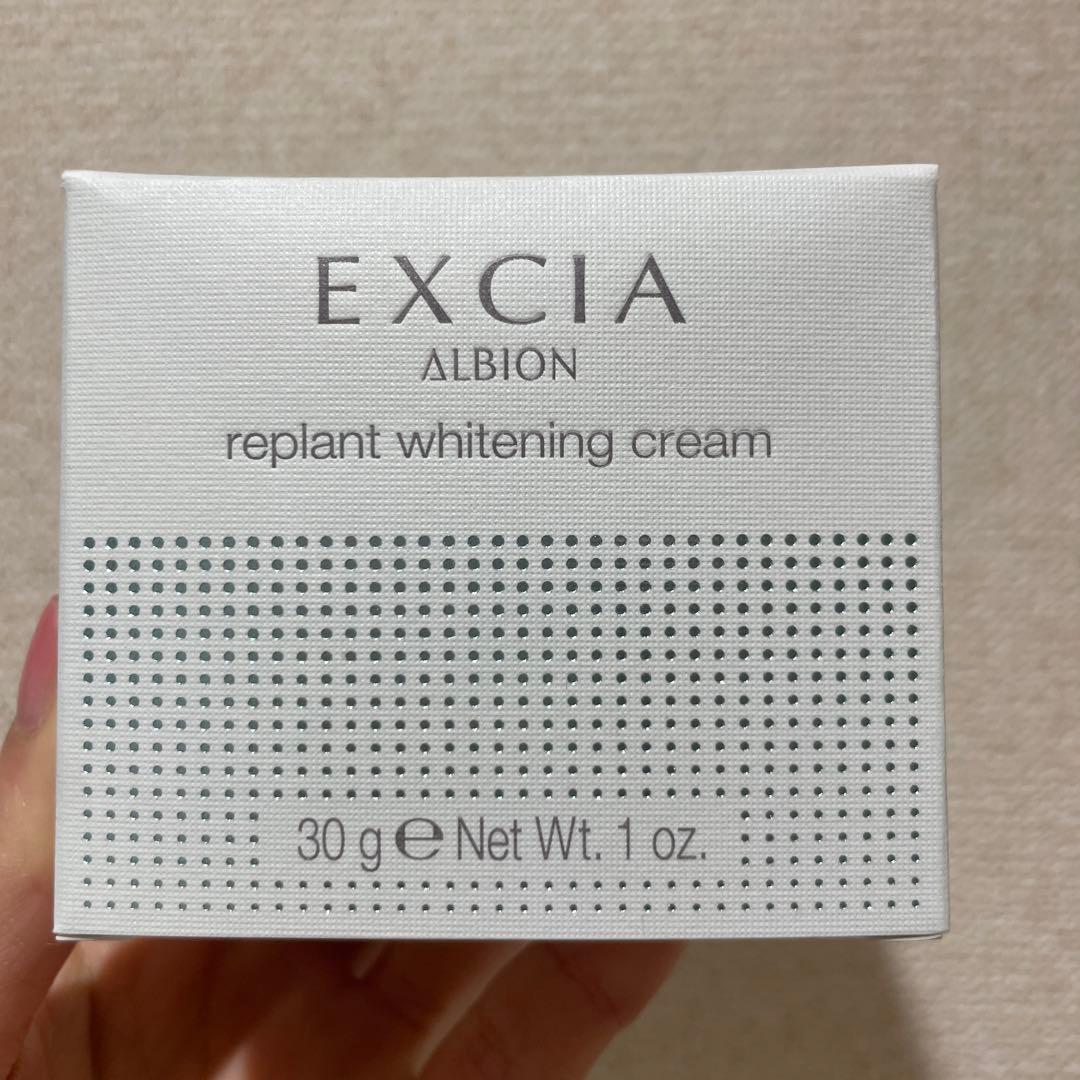 EXCIA
ALBION
replant whitening cream
30 g ℮ Net Wt. 1 oz.